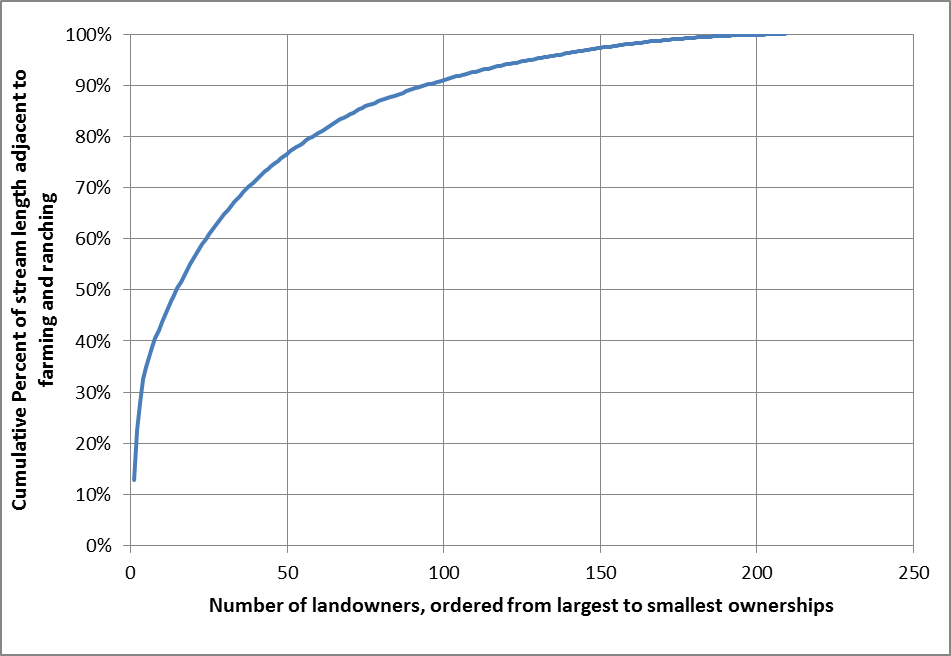 Cumulative Percent of stream length adjacent to
farming and ranching
100%
90%
80%
70%
60%
50%
40%
30%
20%
10%
0%
0 50 100 150 200 250
Number of landowners, ordered from largest to smallest ownerships